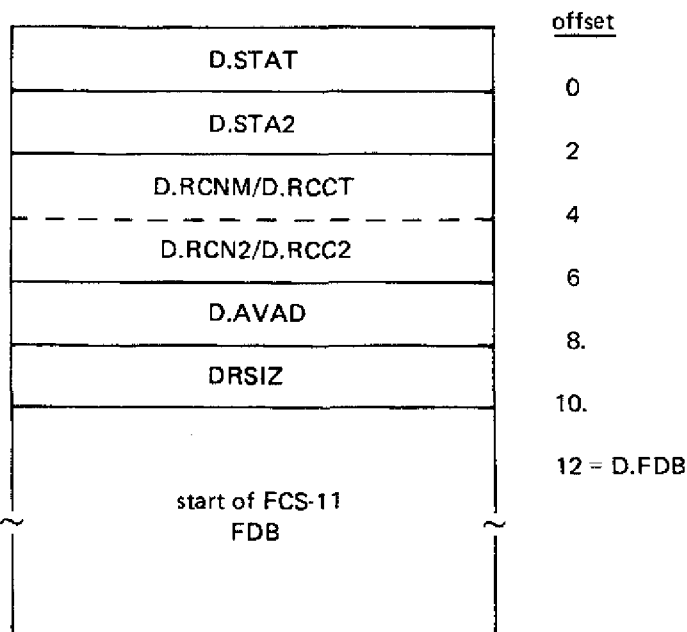 offset
D.STAT
0
D.STA2
2
D.RCNM/D.RCCT
4
D.RCN2/D.RCC2
6
D.AVAD
8.
DRSIZ
10.
12 = D.FDB
start of FCS-11
FDB